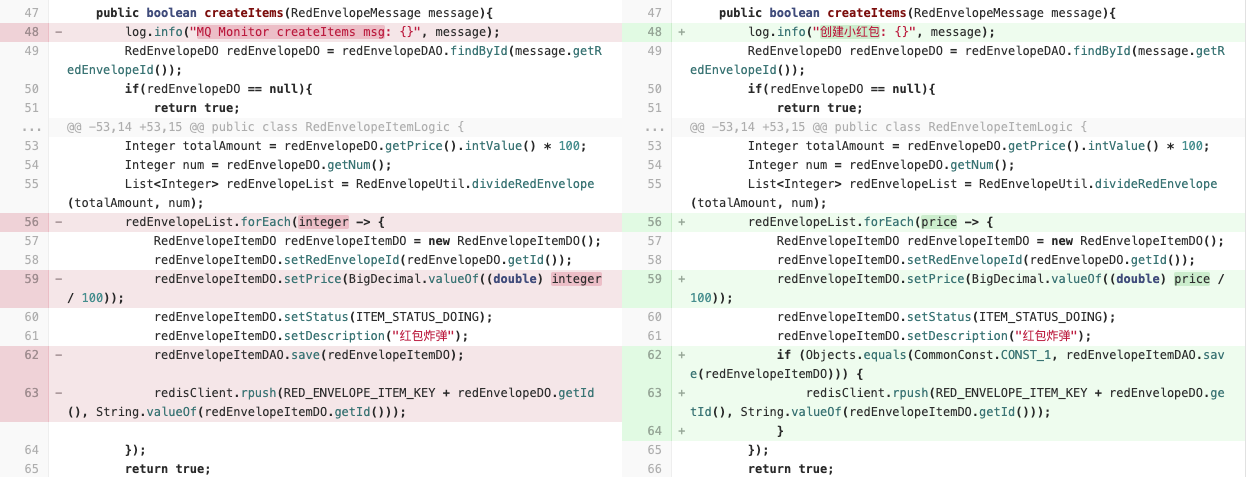 47 public boolean createItems(RedEnvelopeMessage message){
48 - log.info("MQ Monitor createItems msg: {}", message);
49 RedEnvelopeDO redEnvelopeDO = redEnvelopeDAO.findById(message.getR
edEnvelopeId());
50 if(redEnvelopeDO == null){
51 return true;
... @@ -53,14 +53,15 @@ public class RedEnvelopeItemLogic {
53 Integer totalAmount = redEnvelopeDO.getPrice().intValue() * 100;
54 Integer num = redEnvelopeDO.getNum();
55 List<Integer> redEnvelopeList = RedEnvelopeUtil.divideRedEnvelope
(totalAmount, num);
56 - redEnvelopeList.forEach(integer -> {
57 RedEnvelopeItemDO redEnvelopeItemDO = new RedEnvelopeItemDO();
58 redEnvelopeItemDO.setRedEnvelopeId(redEnvelopeDO.getId());
59 - redEnvelopeItemDO.setPrice(BigDecimal.valueOf((double) integer
/ 100));
60 redEnvelopeItemDO.setStatus(ITEM_STATUS_DOING);
61 redEnvelopeItemDO.setDescription("红包炸弹");
62 - redEnvelopeItemDAO.save(redEnvelopeItemDO);
63 - redisClient.rpush(RED_ENVELOPE_ITEM_KEY + redEnvelopeDO.getId
(), String.valueOf(redEnvelopeItemDO.getId()));
64 });
65 return true;
47 public boolean createItems(RedEnvelopeMessage message){
48 + log.info("创建小红包: {}", message);
49 RedEnvelopeDO redEnvelopeDO = redEnvelopeDAO.findById(message.getR
edEnvelopeId());
50 if(redEnvelopeDO == null){
51 return true;
... @@ -53,14 +53,15 @@ public class RedEnvelopeItemLogic {
53 Integer totalAmount = redEnvelopeDO.getPrice().intValue() * 100;
54 Integer num = redEnvelopeDO.getNum();
55 List<Integer> redEnvelopeList = RedEnvelopeUtil.divideRedEnvelope
(totalAmount, num);
56 + redEnvelopeList.forEach(price -> {
57 RedEnvelopeItemDO redEnvelopeItemDO = new RedEnvelopeItemDO();
58 redEnvelopeItemDO.setRedEnvelopeId(redEnvelopeDO.getId());
59 + redEnvelopeItemDO.setPrice(BigDecimal.valueOf((double) price /
100));
60 redEnvelopeItemDO.setStatus(ITEM_STATUS_DOING);
61 redEnvelopeItemDO.setDescription("红包炸弹");
62 + if (Objects.equals(CommonConst.CONST_1, redEnvelopeItemDAO.sav
e(redEnvelopeItemDO))) {
63 + redisClient.rpush(RED_ENVELOPE_ITEM_KEY + redEnvelopeDO.ge
tId(), String.valueOf(redEnvelopeItemDO.getId()));
64 + }
65 });
66 return true;